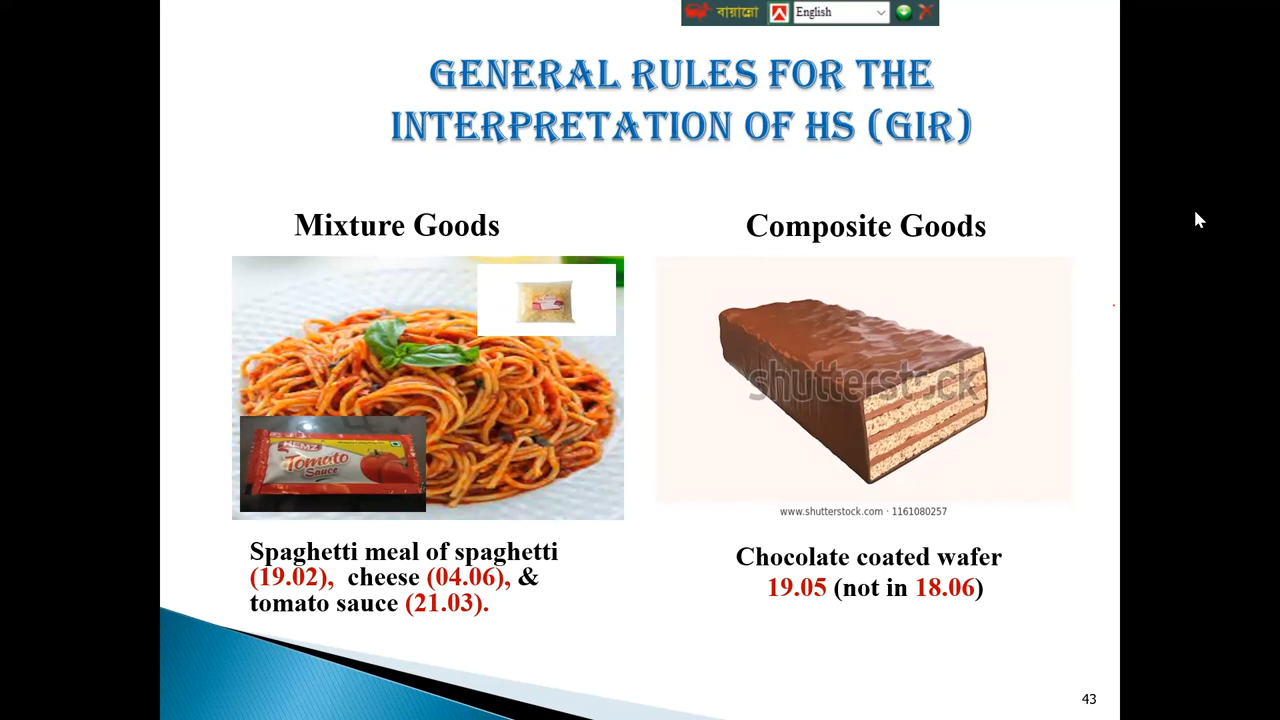 বায়ান্নো
English
GENERAL RULES FOR THE
INTERPRETATION OF HS (GIR)
Mixture Goods
Composite Goods
HEMZ
Tomato
Sauce
shutterstock
www.shutterstock.com · 1161080257
Spaghetti meal of spaghetti
(19.02), cheese (04.06), &
tomato sauce (21.03).
Chocolate coated wafer
19.05 (not in 18.06)
43